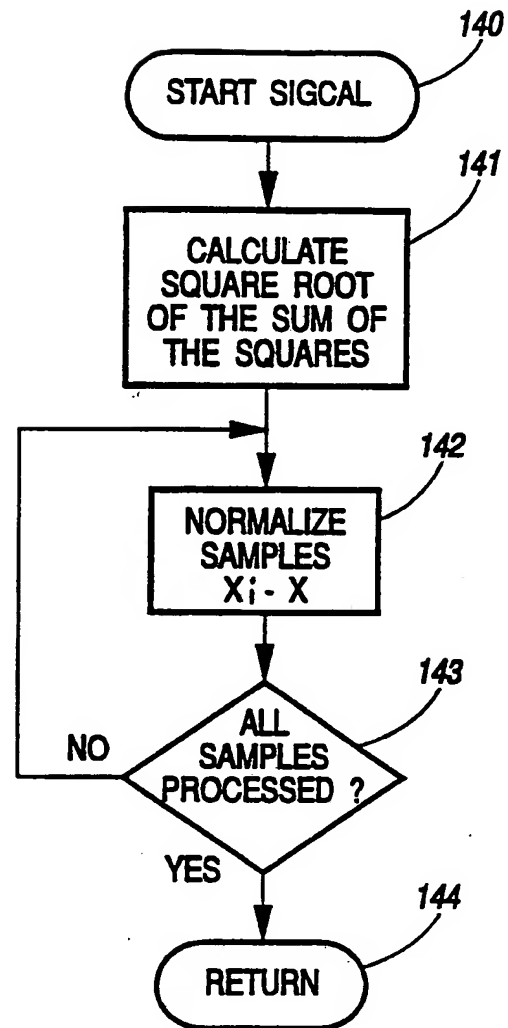 140
START SIGCAL
141
CALCULATE
SQUARE ROOT
OF THE SUM OF
THE SQUARES
142
NORMALIZE
SAMPLES
Xi - X
143
ALL
SAMPLES
PROCESSED ?
NO
YES
144
RETURN